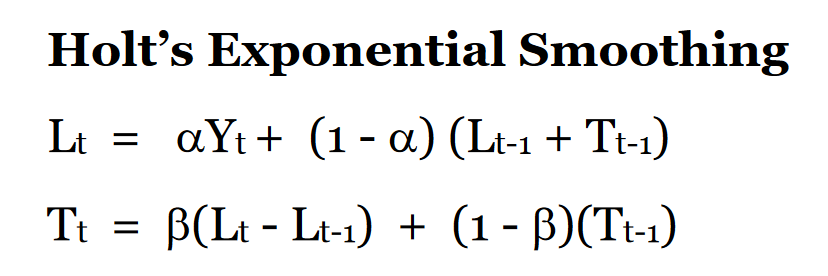 Holt’s Exponential Smoothing
Lt = αYt + (1 - α) (Lt-1 + Tt-1)
Tt = β(Lt - Lt-1) + (1 - β)(Tt-1)